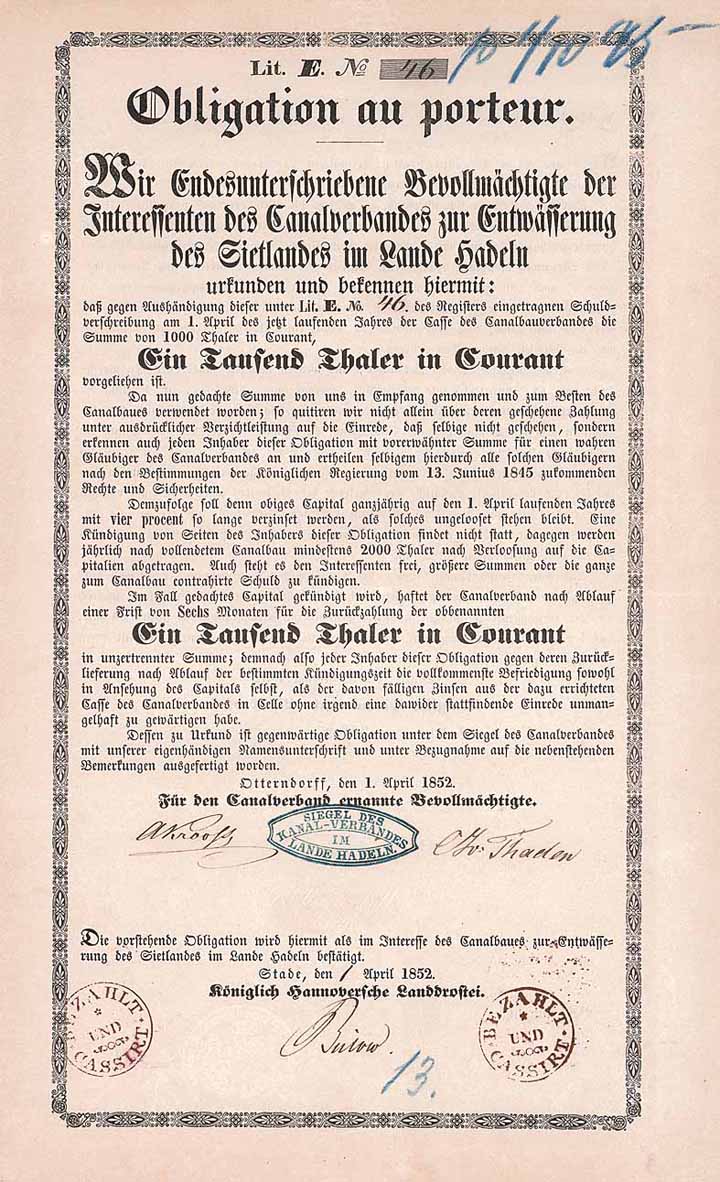 Lit. E. No 46
p 1/10 85
Obligation au porteur.
Wir Endesunterschriebene Bevollmächtigte der
Interessenten des Canalverbandes zur Entwässerung
des Sietlandes im Lande Hadeln
urkunden und bekennen hiermit:
daß gegen Aushändigung dieser unter Lit. E. No. 46. des Registers eingetragnen Schuld-
verschreibung am 1. April des jetzt laufenden Jahres der Casse des Canalbauverbandes die
Summe von 1000 Thaler in Courant,
Ein Tausend Thaler in Courant
vorgeliehen ist.
Da nun gedachte Summe von uns in Empfang genommen und zum Besten des
Canalbaues verwendet worden; so quitiren wir nicht allein über deren geschehene Zahlung
unter ausdrücklicher Verzichtleistung auf die Einrede, daß selbige nicht geschehen, sondern
erkennen auch jeden Inhaber dieser Obligation mit vorerwähnter Summe für einen wahren
Gläubiger des Canalverbandes an und ertheilen selbigem hierdurch alle solchen Gläubigern
nach den Bestimmungen der Königlichen Regierung vom 13. Junius 1845 zukommenden
Rechte und Sicherheiten.
Demzufolge soll denn obiges Capital ganzjährig auf den 1. April laufenden Jahres
mit vier procent so lange verzinset werden, als solches ungelooset stehen bleibt. Eine
Kündigung von Seiten des Inhabers dieser Obligation findet nicht statt, dagegen werden
jährlich nach vollendetem Canalbau mindestens 2000 Thaler nach Verloosung auf die Ca-
pitalien abgetragen. Auch steht es den Interessenten frei, größere Summen oder die ganze
zum Canalbau contrahirte Schuld zu kündigen.
Im Fall gedachtes Capital gekündigt wird, haftet der Canalverband nach Ablauf
einer Frist von Sechs Monaten für die Zurückzahlung der obbenannten
Ein Tausend Thaler in Courant
in unzertrennter Summe; demnach also jeder Inhaber dieser Obligation gegen deren Zurück-
lieferung nach Ablauf der bestimmten Kündigungszeit die vollkommenste Befriedigung sowohl
in Ansehung des Capitals selbst, als der davon fälligen Zinsen aus der dazu errichteten
Casse des Canalverbandes in Celle ohne irgend eine dawider stattfindende Einrede unman-
gelhaft zu gewärtigen habe.
Dessen zu Urkund ist gegenwärtige Obligation unter dem Siegel des Canalverbandes
mit unserer eigenhändigen Namensunterschrift und unter Bezugnahme auf die nebenstehenden
Bemerkungen ausgefertigt worden.
Otterndorff, den 1. April 1852.
Für den Canalverband ernannte Bevollmächtigte.
SIEGEL DES
KANAL-VERBANDES
IM
LANDE HADELN.
Thaden
Die vorstehende Obligation wird hiermit als im Interesse des Canalbaues zur Entwässe-
rung des Sietlandes im Lande Hadeln bestätigt.
Stade, den 1 April 1852.
Königlich Hannoversche Landdrostei.
Bülow.
BEZAHLT
UND
CASSIRT
BEZAHLT
UND
CASSIRT
13.